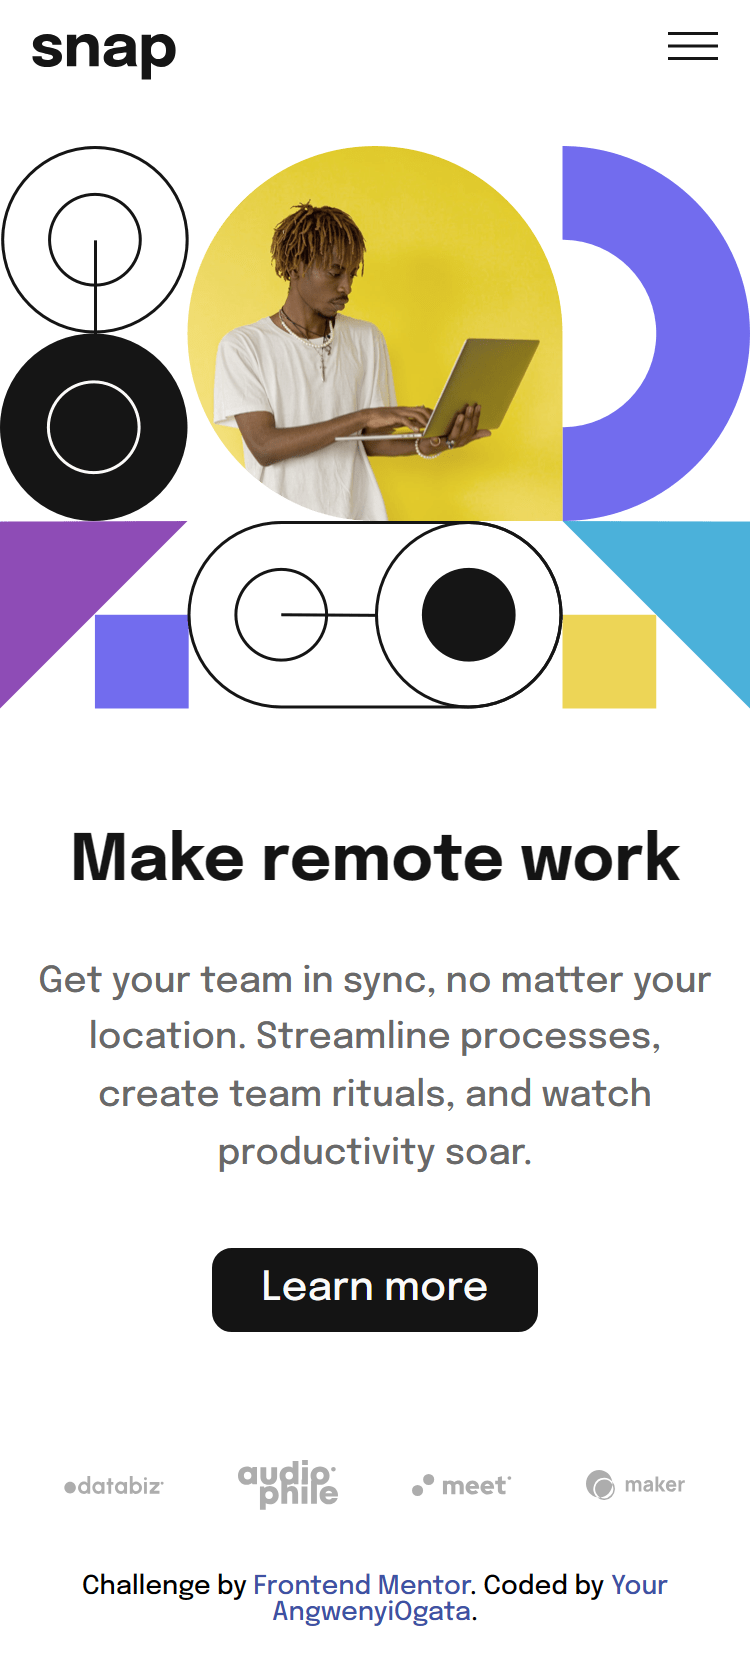 snap
Make remote work
Get your team in sync, no matter your
location. Streamline processes,
create team rituals, and watch
productivity soar.
Learn more
databiz
audiophile
meet
maker
Challenge by Frontend Mentor. Coded by Your
AngwenyiOgata.